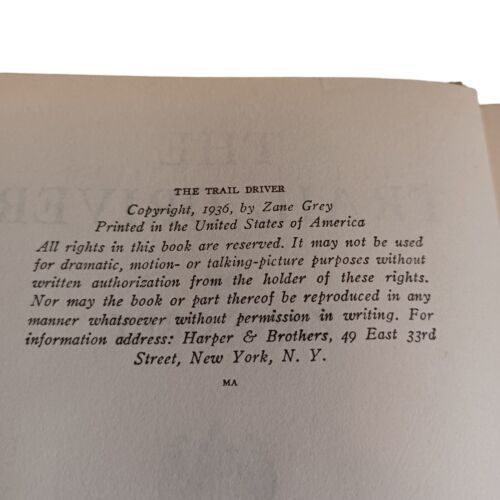 THE TRAIL DRIVER
Copyright, 1936, by Zane Grey
Printed in the United States of America
All rights in this book are reserved. It may not be used
for dramatic, motion- or talking-picture purposes without
written authorization from the holder of these rights.
Nor may the book or part thereof be reproduced in any
manner whatsoever without permission in writing. For
information address: Harper & Brothers, 49 East 33rd
Street, New York, N. Y.
MA